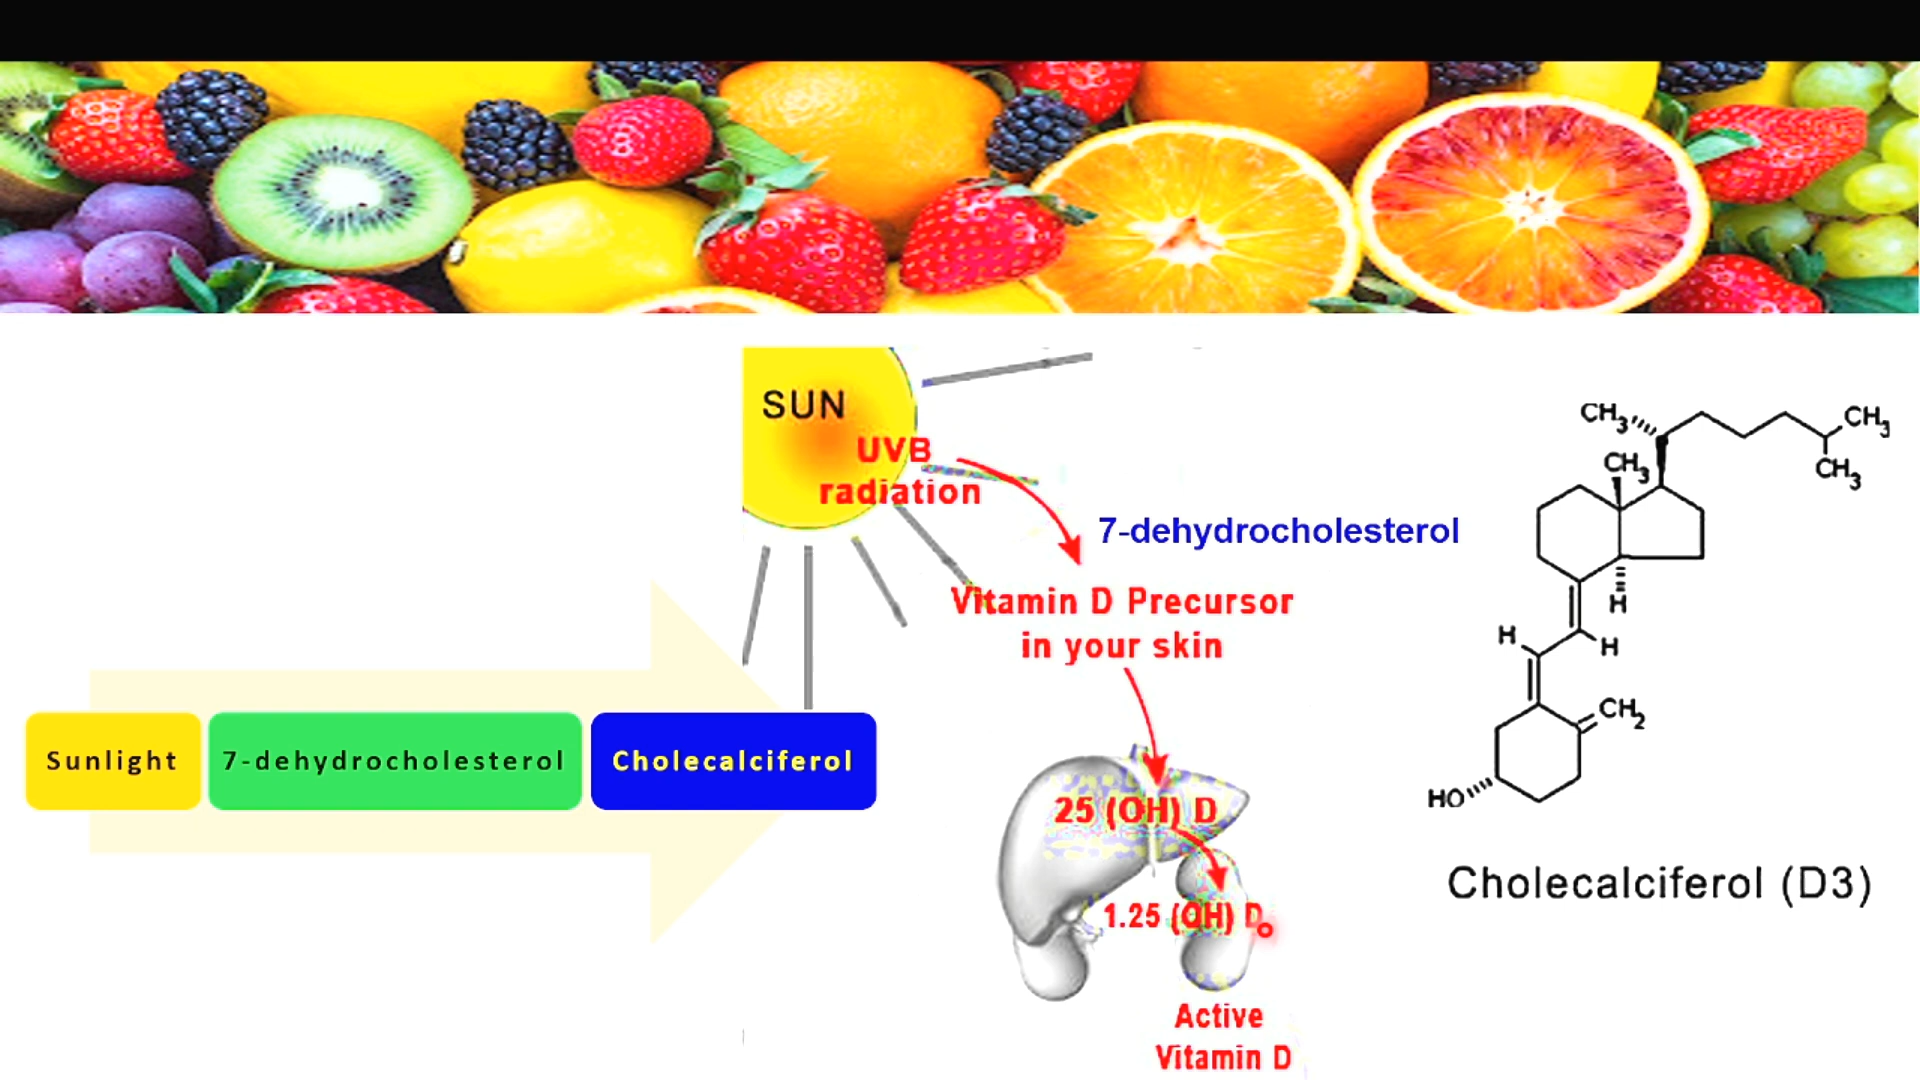 SUN
UVB
radiation
7-dehydrocholesterol
Vitamin D Precursor
in your skin
Sunlight
7-dehydrocholesterol
Cholecalciferol
25 (OH) D
1.25 (OH) D
Active
Vitamin D
CH3
CH3
CH3
CH3
H
H
H
CH2
HO
Cholecalciferol (D3)